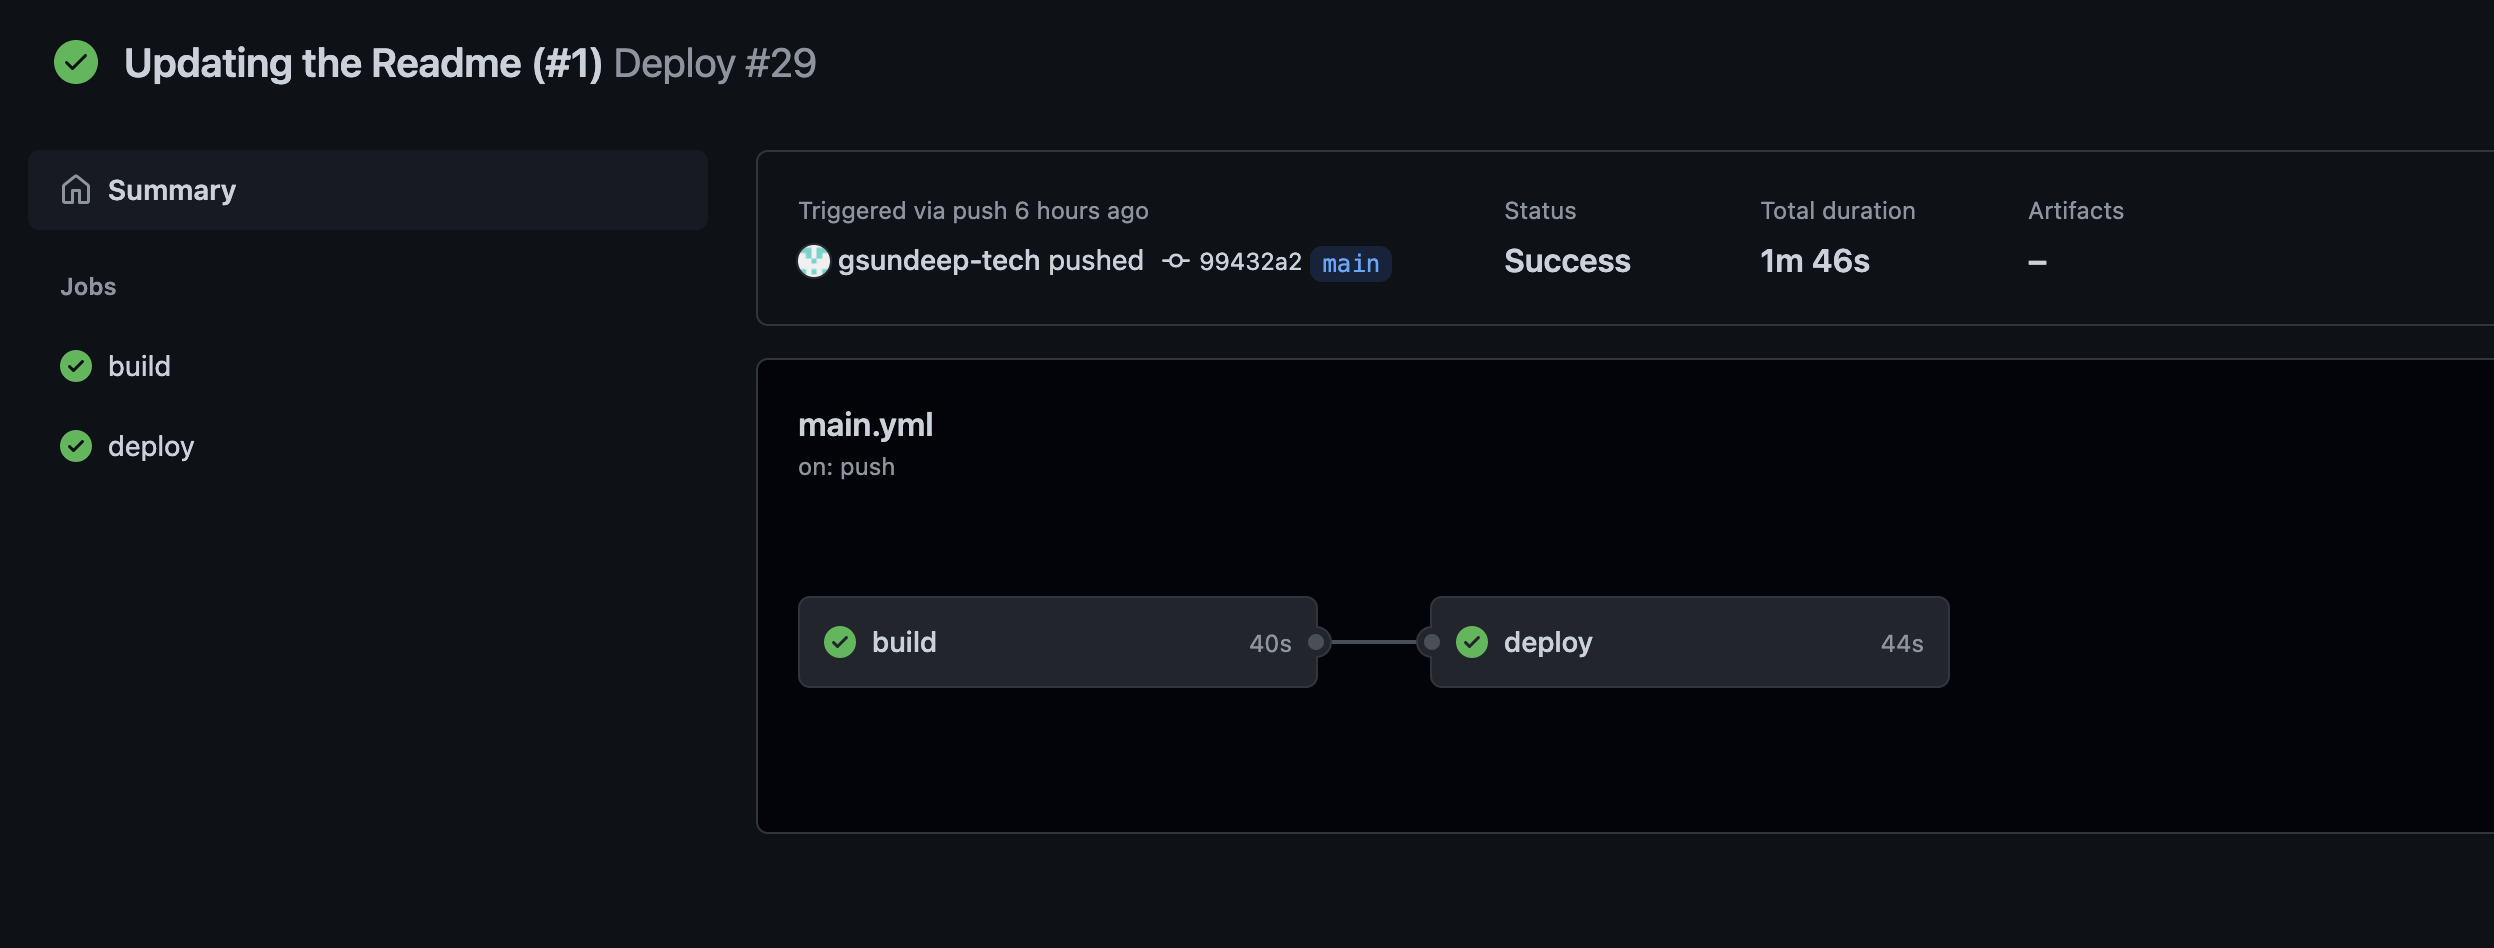 Updating the Readme (#1) Deploy #29
Summary
Jobs
build
deploy
Triggered via push 6 hours ago
gsundeep-tech pushed 99432a2 main
Status
Success
Total duration
1m 46s
Artifacts
–
main.yml
on: push
build 40s
deploy 44s